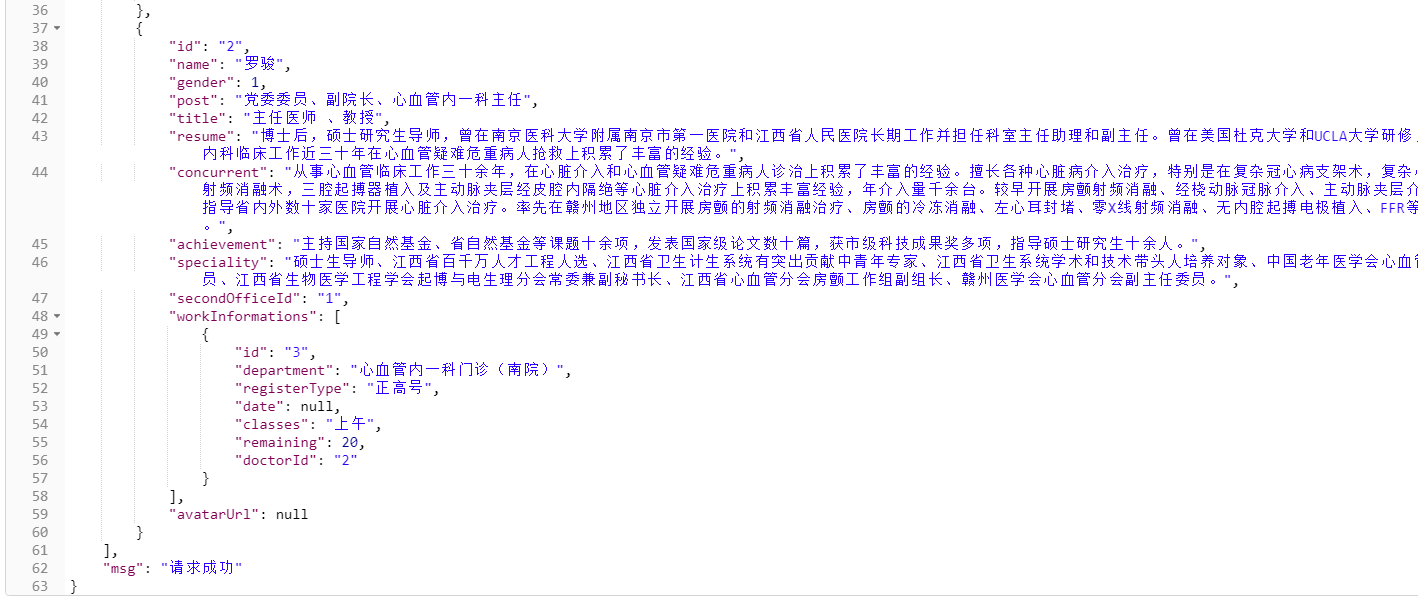 36 },
37 {
38 "id": "2",
39 "name": "罗骏",
40 "gender": 1,
41 "post": "党委委员、副院长、心血管内一科主任",
42 "title": "主任医师 、教授",
43 "resume": "博士后，硕士研究生导师，曾在南京医科大学附属南京市第一医院和江西省人民医院长期工作并担任科室主任助理和副主任。曾在美国杜克大学和UCLA大学研修
内科临床工作近三十年在心血管疑难危重病人抢救上积累了丰富的经验。",
44 "concurrent": "从事心血管临床工作三十余年，在心脏介入和心血管疑难危重病人诊治上积累了丰富的经验。擅长各种心脏病介入治疗，特别是在复杂冠心病支架术，复杂心
射频消融术，三腔起搏器植入及主动脉夹层经皮腔内隔绝等心脏介入治疗上积累丰富经验，年介入量千余台。较早开展房颤射频消融、经桡动脉冠脉介入、主动脉夹层介
指导省内外数十家医院开展心脏介入治疗。率先在赣州地区独立开展房颤的射频消融治疗、房颤的冷冻消融、左心耳封堵、零X线射频消融、无内腔起搏电极植入、FFR等
。",
45 "achievement": "主持国家自然基金、省自然基金等课题十余项，发表国家级论文数十篇，获市级科技成果奖多项，指导硕士研究生十余人。",
46 "speciality": "硕士生导师、江西省百千万人才工程人选、江西省卫生计生系统有突出贡献中青年专家、江西省卫生系统学术和技术带头人培养对象、中国老年医学会心血管
员、江西省生物医学工程学会起搏与电生理分会常委兼副秘书长、江西省心血管分会房颤工作组副组长、赣州医学会心血管分会副主任委员。",
47 "secondOfficeId": "1",
48 "workInformations": [
49 {
50 "id": "3",
51 "department": "心血管内一科门诊（南院）",
52 "registerType": "正高号",
53 "date": null,
54 "classes": "上午",
55 "remaining": 20,
56 "doctorId": "2"
57 }
58 ],
59 "avatarUrl": null
60 }
61 ],
62 "msg": "请求成功"
63 }